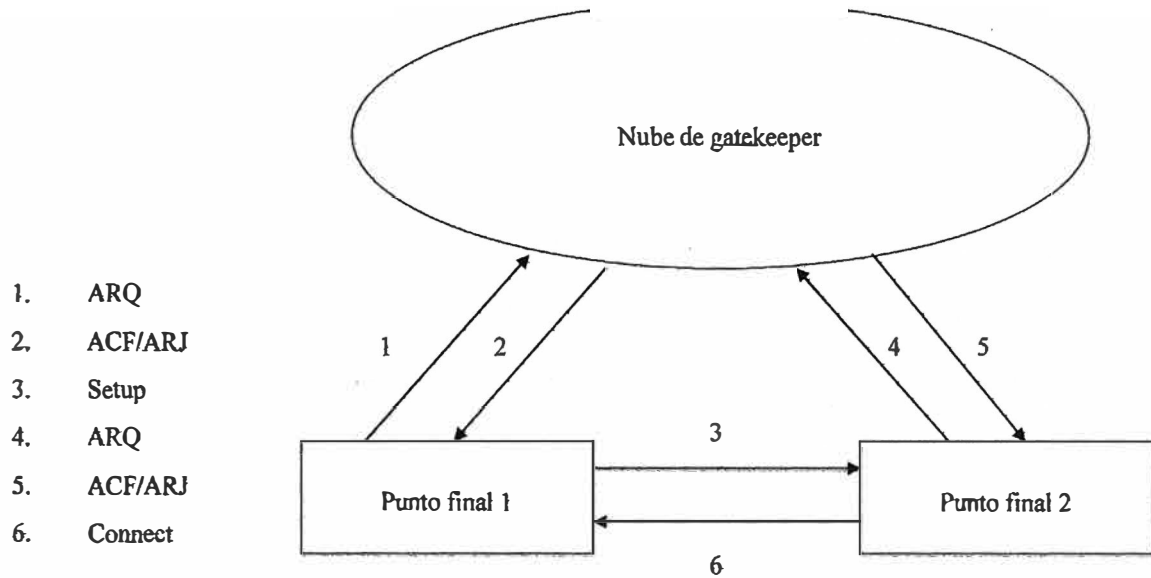 Nube de gatekeeper
1. ARQ
2. ACF/ARJ
3. Setup
4. ARQ
5. ACF/ARJ
6. Connect
1
2
4
5
3
Punto final 1
Punto final 2
6